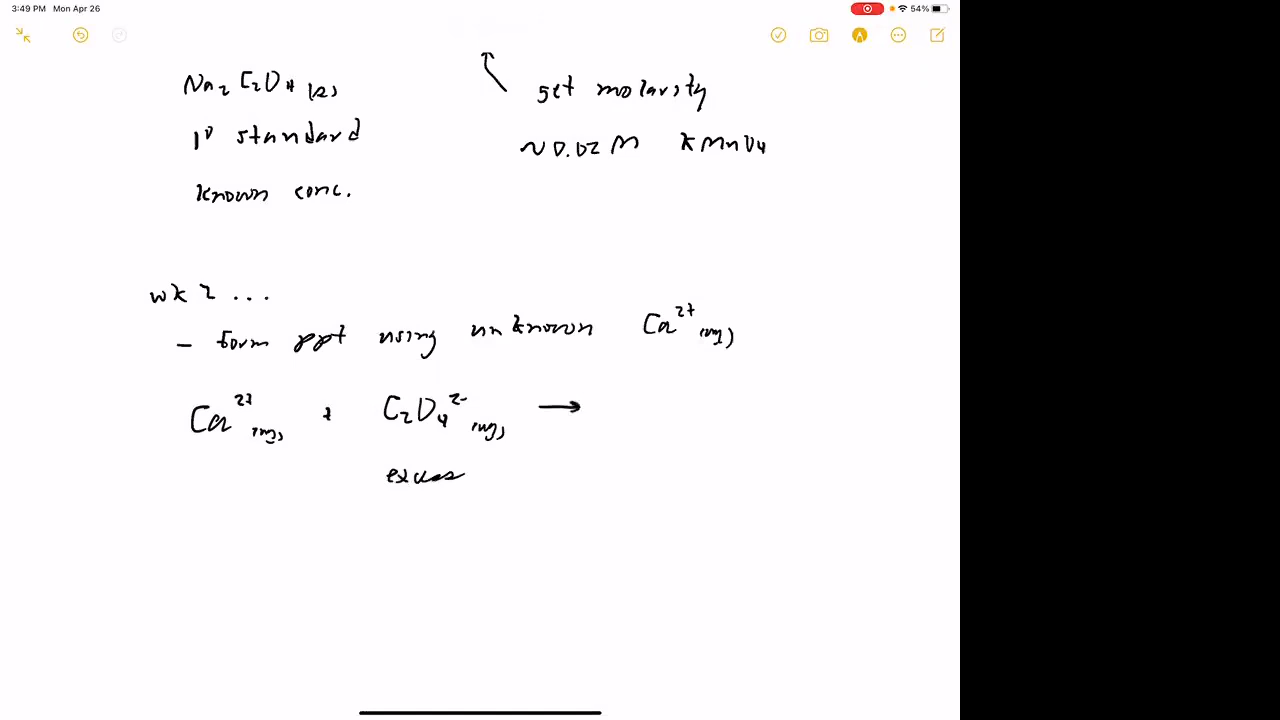 3:49 PM Mon Apr 26 54%
Na₂C₂O₄(s) set molarity
1° standard ~0.02 M KMnO₄
known conc.
wk 2 ...
- form ppt using unknown Ca²⁺(aq)
Ca²⁺(aq) + C₂O₄²⁻(aq) →
excess